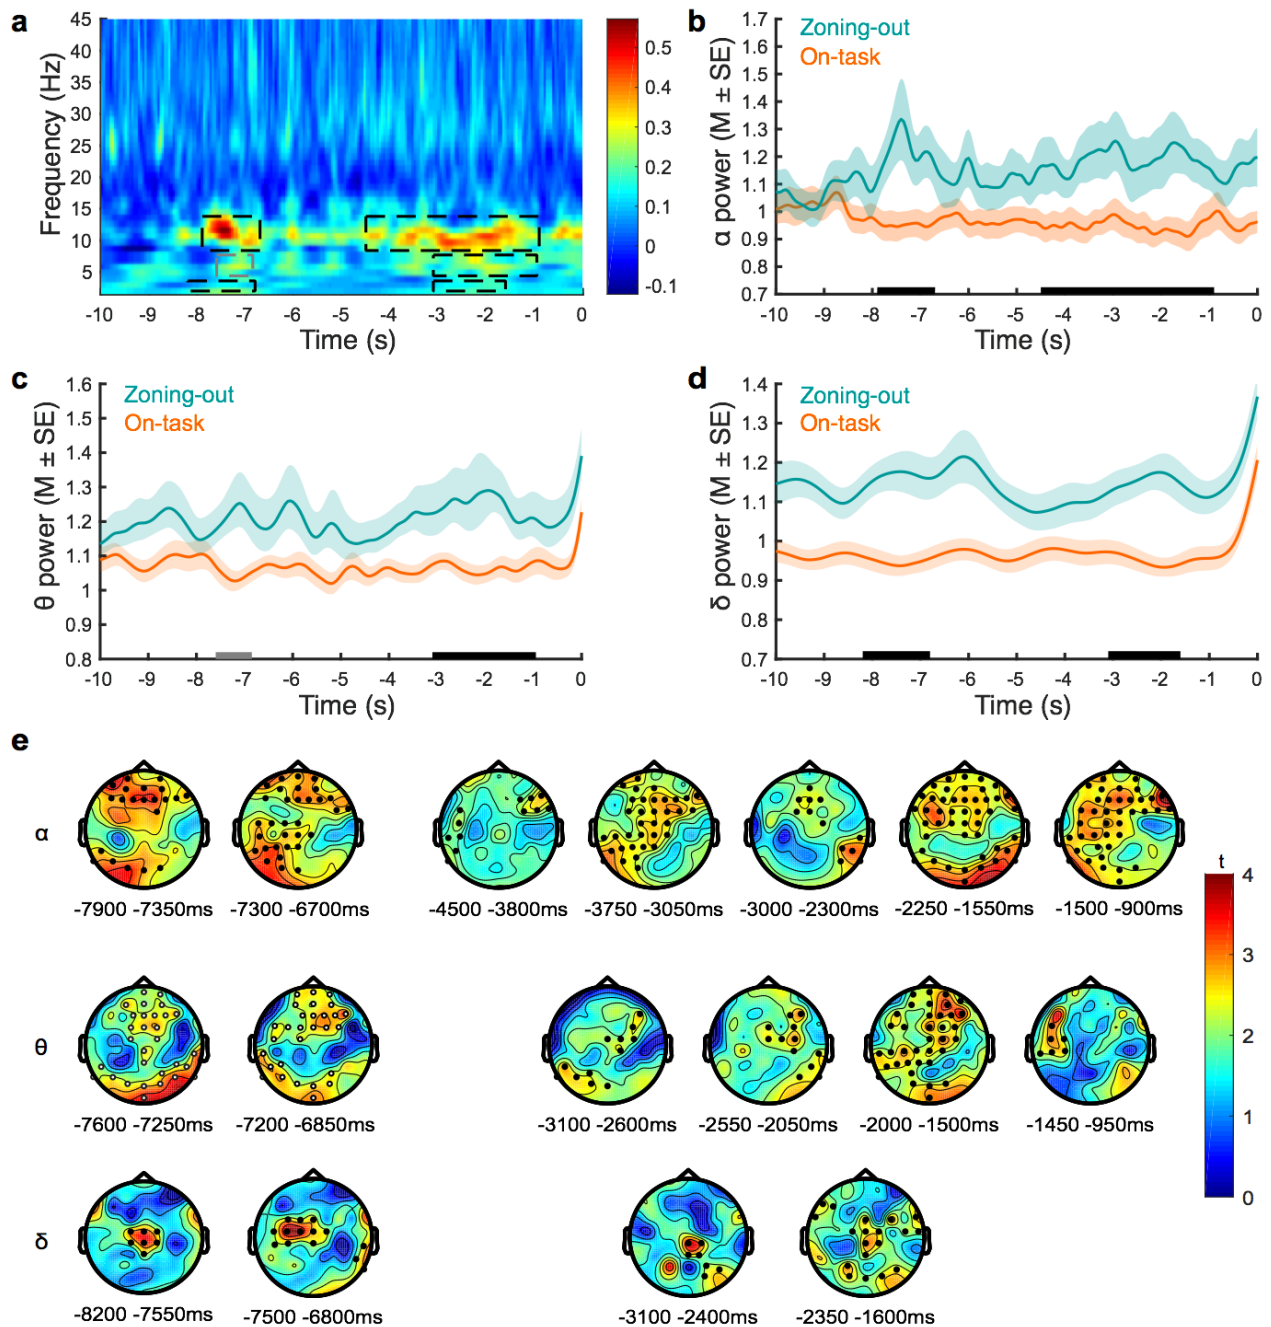 a
Frequency (Hz)
45
40
35
30
25
20
15
10
5
-10 -9 -8 -7 -6 -5 -4 -3 -2 -1 0
Time (s)
0.5
0.4
0.3
0.2
0.1
0
-0.1
b
Zoning-out
On-task
α power (M ± SE)
1.7
1.6
1.5
1.4
1.3
1.2
1.1
1
0.9
0.8
0.7
-10 -9 -8 -7 -6 -5 -4 -3 -2 -1 0
Time (s)
c
Zoning-out
On-task
θ power (M ± SE)
1.6
1.5
1.4
1.3
1.2
1.1
1
0.9
0.8
-10 -9 -8 -7 -6 -5 -4 -3 -2 -1 0
Time (s)
d
Zoning-out
On-task
δ power (M ± SE)
1.4
1.3
1.2
1.1
1
0.9
0.8
0.7
-10 -9 -8 -7 -6 -5 -4 -3 -2 -1 0
Time (s)
e
α
-7900 -7350ms -7300 -6700ms -4500 -3800ms -3750 -3050ms -3000 -2300ms -2250 -1550ms -1500 -900ms
θ
-7600 -7250ms -7200 -6850ms -3100 -2600ms -2550 -2050ms -2000 -1500ms -1450 -950ms
δ
-8200 -7550ms -7500 -6800ms -3100 -2400ms -2350 -1600ms
t
4
3
2
1
0